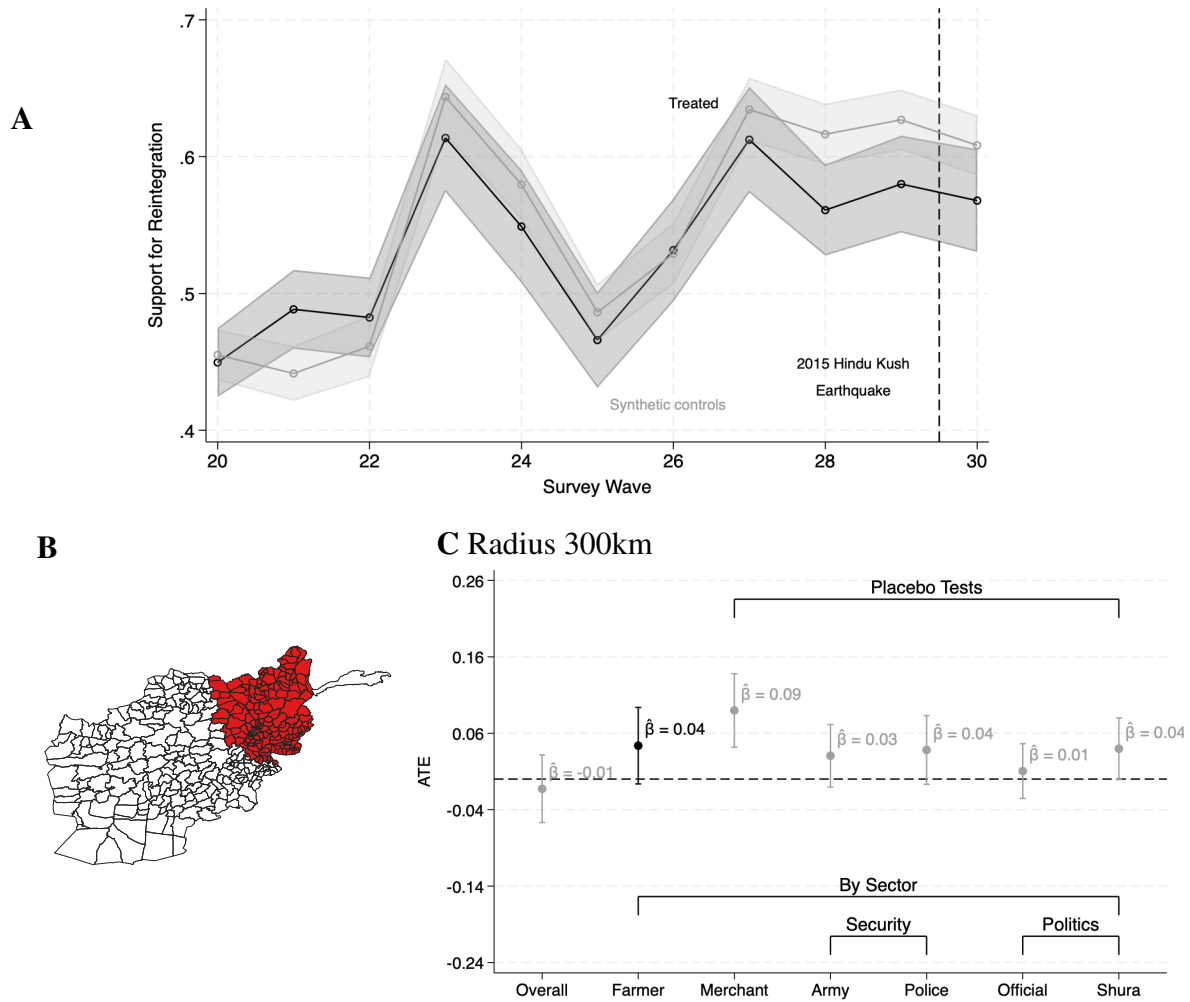 A
Support for Reintegration
.7
.6
.5
.4
Treated
2015 Hindu Kush
Earthquake
Synthetic controls
20 22 24 26 28 30
Survey Wave
B
C Radius 300km
ATE
0.26
0.16
0.06
-0.04
-0.14
-0.24
Placebo Tests
β̂ = -0.01
β̂ = 0.04
β̂ = 0.09
β̂ = 0.03
β̂ = 0.04
β̂ = 0.01
β̂ = 0.04
By Sector
Security
Politics
Overall Farmer Merchant Army Police Official Shura